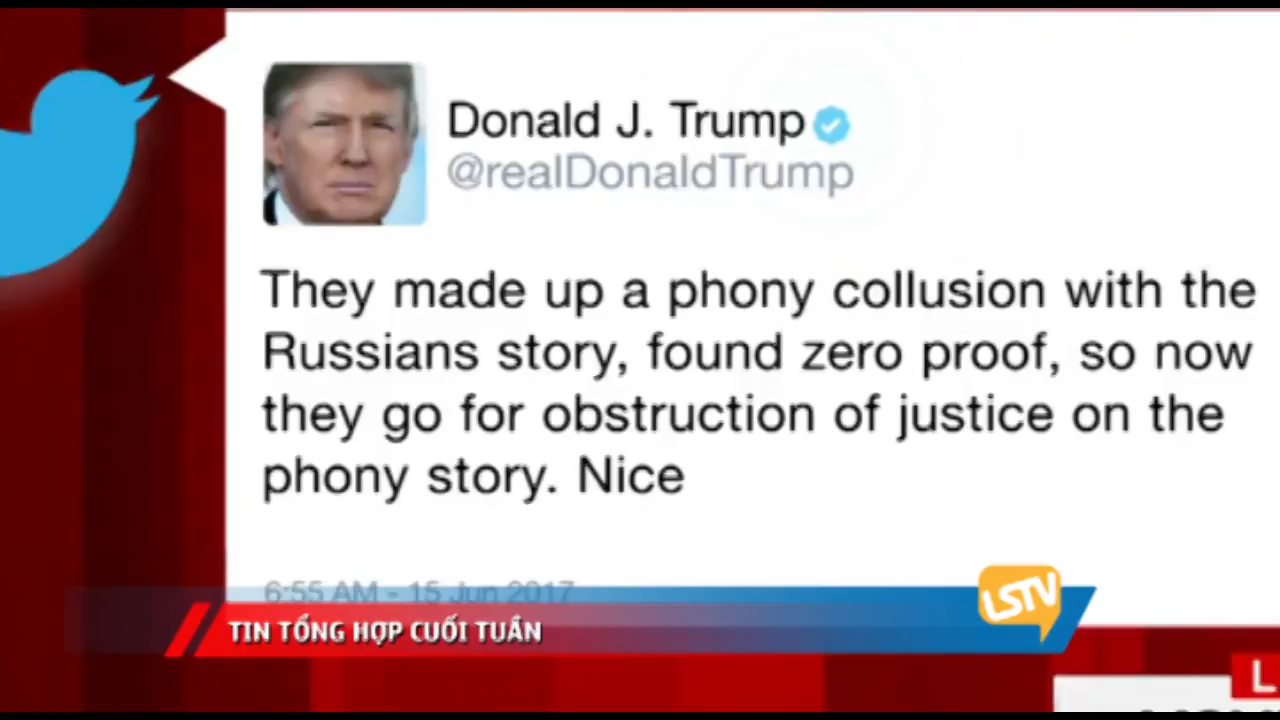 Donald J. Trump
@realDonaldTrump
They made up a phony collusion with the
Russians story, found zero proof, so now
they go for obstruction of justice on the
phony story. Nice
6:55 AM - 15 Jun 2017
LSTV
TIN TỔNG HỢP CUỐI TUẦN